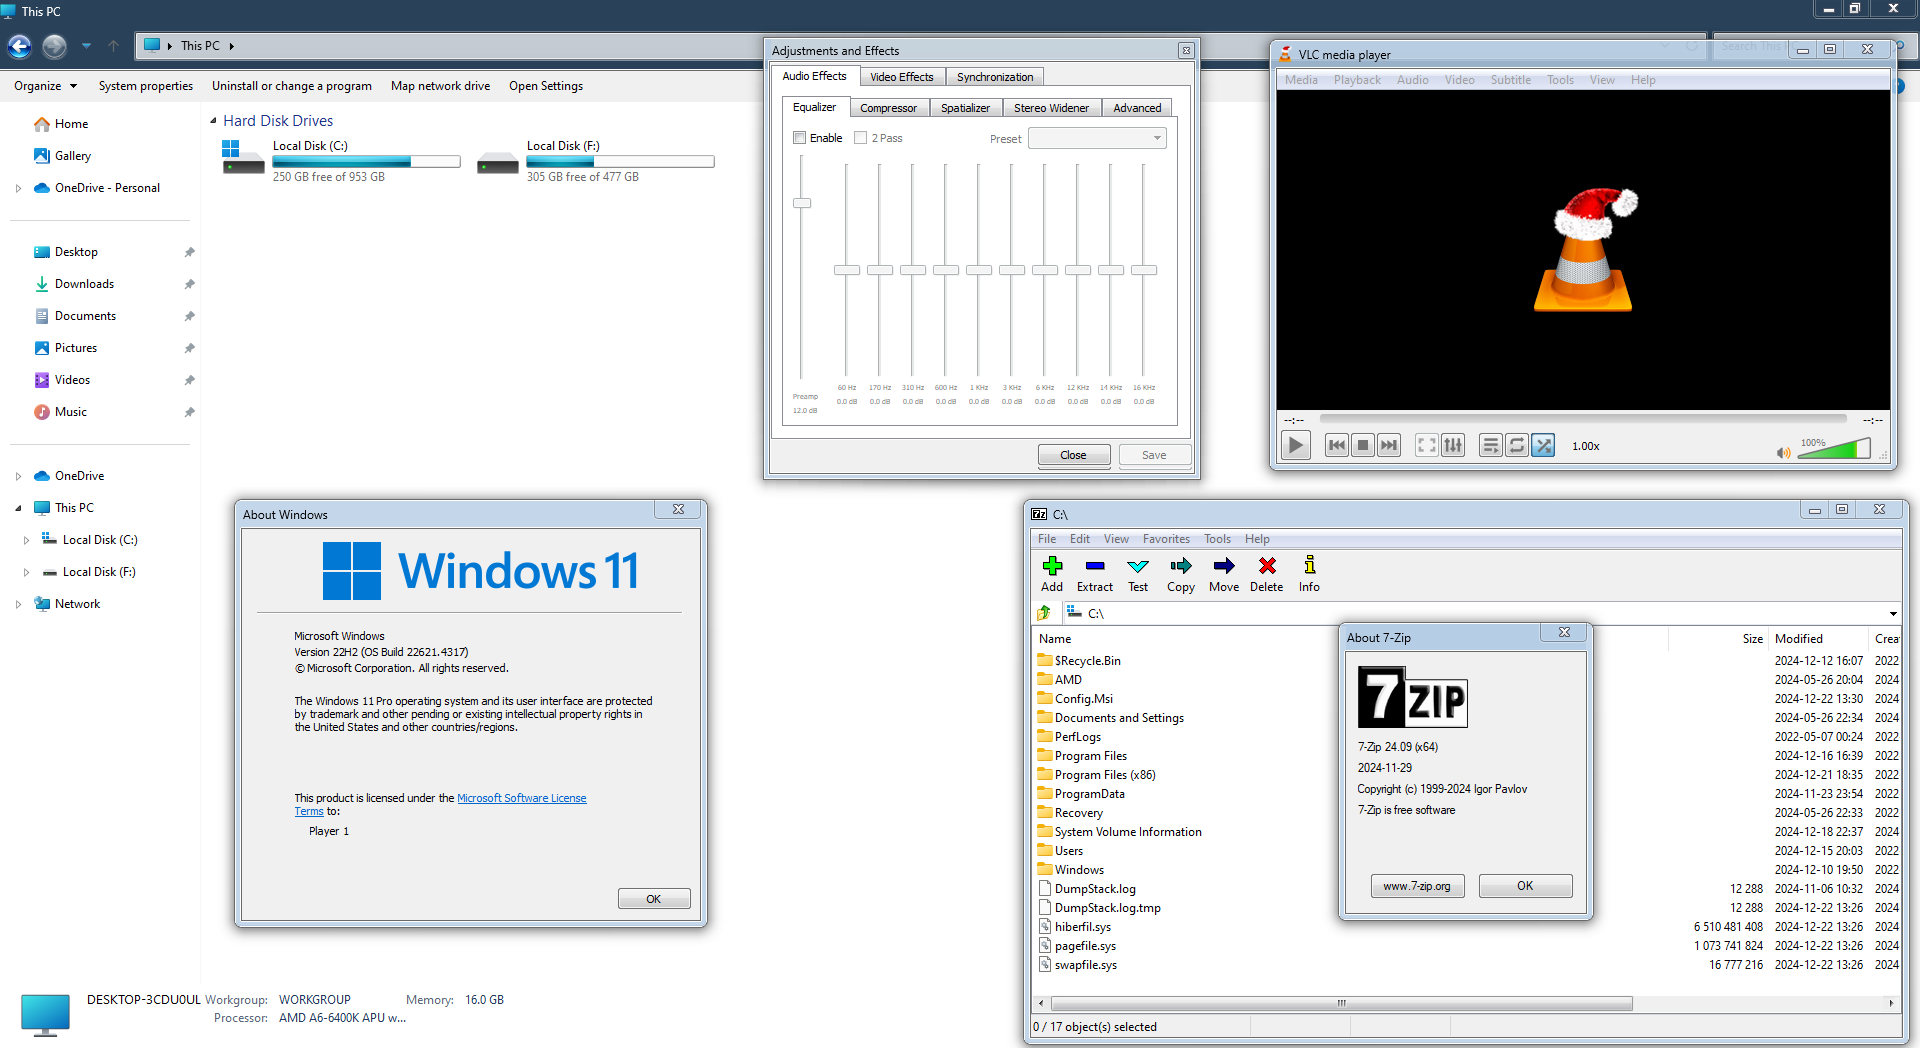 This PC
This PC
Search This PC
Organize
System properties
Uninstall or change a program
Map network drive
Open Settings
Home
Gallery
OneDrive - Personal
Desktop
Downloads
Documents
Pictures
Videos
Music
OneDrive
This PC
Local Disk (C:)
Local Disk (F:)
Network
Hard Disk Drives
Local Disk (C:)
250 GB free of 953 GB
Local Disk (F:)
305 GB free of 477 GB
Adjustments and Effects
Audio Effects
Video Effects
Synchronization
Equalizer
Compressor
Spatializer
Stereo Widener
Advanced
Enable
2 Pass
Preset
60 Hz 170 Hz 310 Hz 600 Hz 1 KHz 3 KHz 6 KHz 12 KHz 14 KHz 16 KHz
Preamp
0.0 dB 0.0 dB 0.0 dB 0.0 dB 0.0 dB 0.0 dB 0.0 dB 0.0 dB 0.0 dB 0.0 dB
12.0 dB
Close
Save
VLC media player
Media Playback Audio Video Subtitle Tools View Help
--:--
--:--
1.00x
100%
About Windows
Windows 11
Microsoft Windows
Version 22H2 (OS Build 22621.4317)
© Microsoft Corporation. All rights reserved.
The Windows 11 Pro operating system and its user interface are protected
by trademark and other pending or existing intellectual property rights in
the United States and other countries/regions.
This product is licensed under the Microsoft Software License
Terms to:
Player 1
OK
7z C:\
File Edit View Favorites Tools Help
Add Extract Test Copy Move Delete Info
C:\
Name Size Modified Crea
$Recycle.Bin 2024-12-12 16:07 2022
AMD 2024-05-26 20:04 2024
Config.Msi 2024-12-22 13:30 2024
Documents and Settings 2024-05-26 22:34 2024
PerfLogs 2022-05-07 00:24 2022
Program Files 2024-12-16 16:39 2022
Program Files (x86) 2024-12-21 18:35 2022
ProgramData 2024-11-23 23:54 2022
Recovery 2024-05-26 22:33 2024
System Volume Information 2024-12-18 22:37 2024
Users 2024-12-15 20:03 2022
Windows 2024-12-10 19:50 2022
DumpStack.log 12 288 2024-11-06 10:32 2024
DumpStack.log.tmp 12 288 2024-12-22 13:26 2024
hiberfil.sys 6 510 481 408 2024-12-22 13:26 2024
pagefile.sys 1 073 741 824 2024-12-22 13:26 2024
swapfile.sys 16 777 216 2024-12-22 13:26 2024
0 / 17 object(s) selected
About 7-Zip
7ZIP
7-Zip 24.09 (x64)
2024-11-29
Copyright (c) 1999-2024 Igor Pavlov
7-Zip is free software
www.7-zip.org
OK
DESKTOP-3CDU0UL Workgroup: WORKGROUP Memory: 16.0 GB
Processor: AMD A6-6400K APU w...